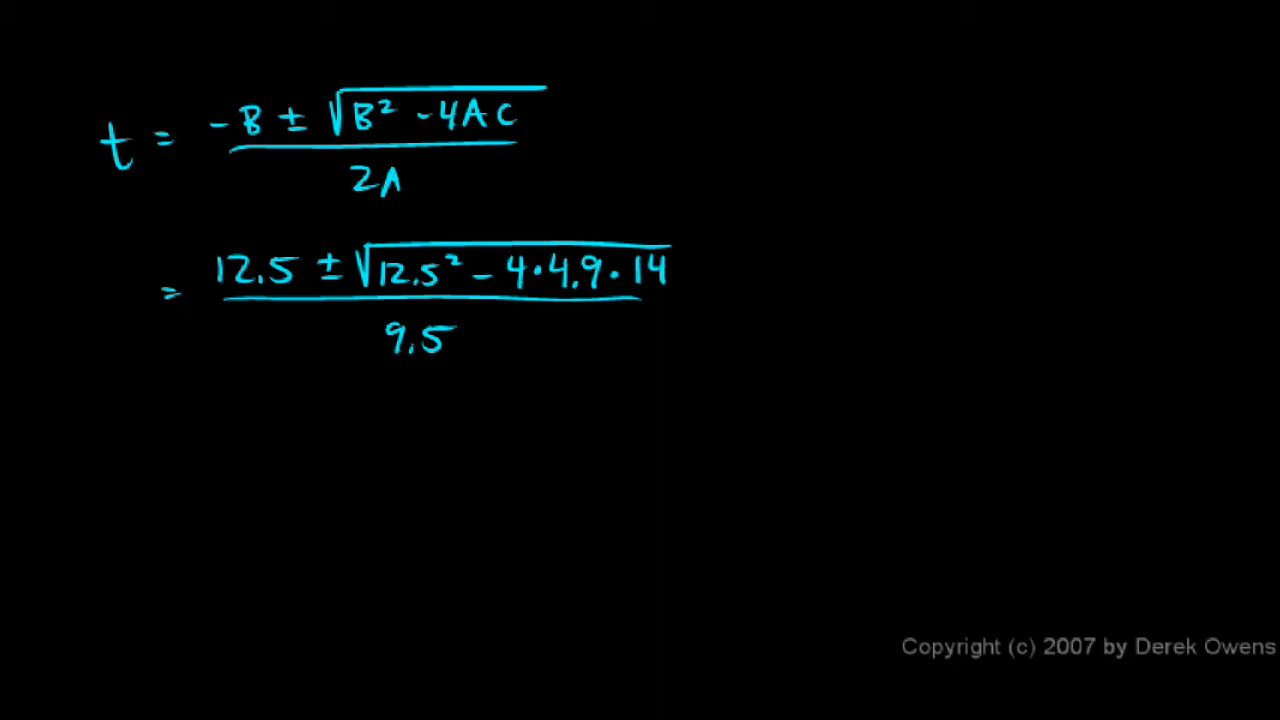 t = -B ± √B² - 4AC
2A
= 12.5 ± √12.5² - 4·4.9·14
9.5
Copyright (c) 2007 by Derek Owens